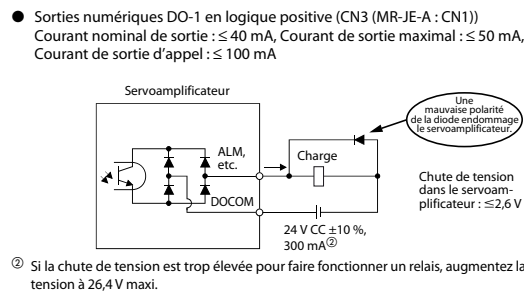 ● Sorties numériques DO-1 en logique positive (CN3 (MR-JE-A : CN1))
Courant nominal de sortie : ≤ 40 mA, Courant de sortie maximal : ≤ 50 mA,
Courant de sortie d'appel : ≤ 100 mA
Servoamplificateur
Une
mauvaise polarité
de la diode endommage
le servoamplificateur.
ALM,
etc.
Charge
DOCOM
Chute de tension
dans le servoam-
plificateur : ≤2,6 V
24 V CC ±10 %,
300 mA②
② Si la chute de tension est trop élevée pour faire fonctionner un relais, augmentez la
tension à 26,4 V maxi.